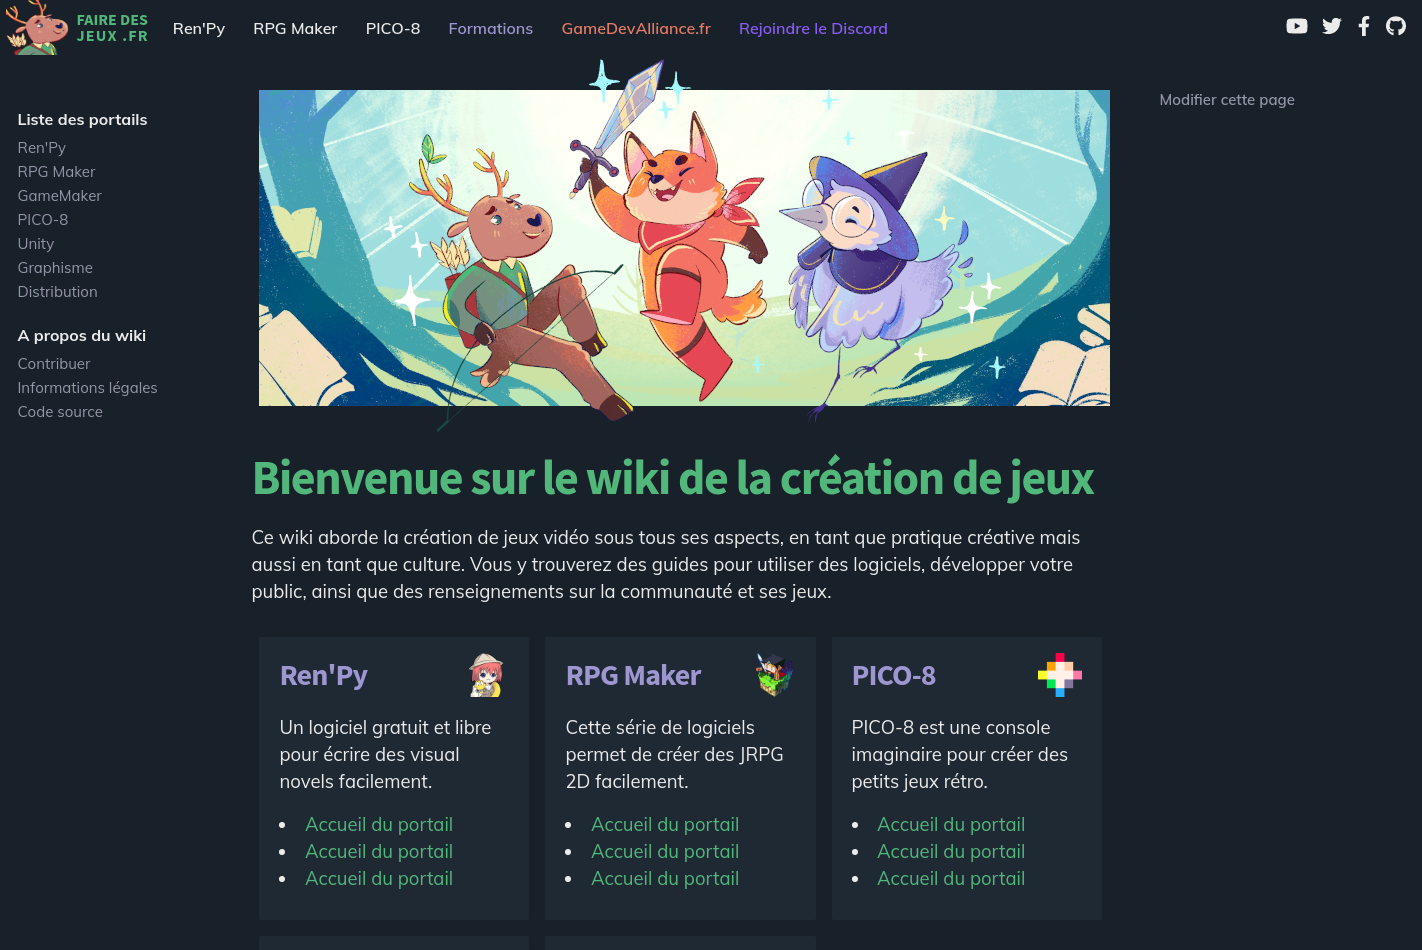 FAIRE DES
JEUX .FR
Ren'Py
RPG Maker
PICO-8
Formations
GameDevAlliance.fr
Rejoindre le Discord
Liste des portails
Ren'Py
RPG Maker
GameMaker
PICO-8
Unity
Graphisme
Distribution
A propos du wiki
Contribuer
Informations légales
Code source
Modifier cette page
Bienvenue sur le wiki de la création de jeux
Ce wiki aborde la création de jeux vidéo sous tous ses aspects, en tant que pratique créative mais
aussi en tant que culture. Vous y trouverez des guides pour utiliser des logiciels, développer votre
public, ainsi que des renseignements sur la communauté et ses jeux.
Ren'Py
Un logiciel gratuit et libre
pour écrire des visual
novels facilement.
Accueil du portail
Accueil du portail
Accueil du portail
RPG Maker
Cette série de logiciels
permet de créer des JRPG
2D facilement.
Accueil du portail
Accueil du portail
Accueil du portail
PICO-8
PICO-8 est une console
imaginaire pour créer des
petits jeux rétro.
Accueil du portail
Accueil du portail
Accueil du portail